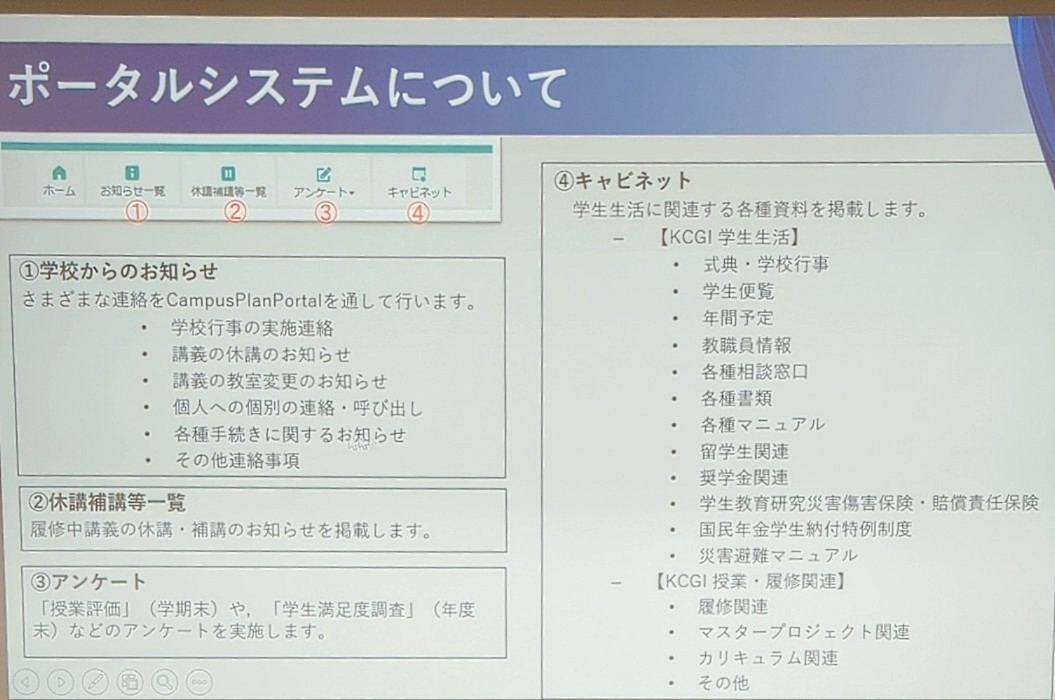 ポータルシステムについて
ホーム お知らせ一覧 休講補講等一覧 アンケート▾ キャビネット
① ② ③ ④
①学校からのお知らせ
さまざまな連絡をCampusPlanPortalを通して行います。
• 学校行事の実施連絡
• 講義の休講のお知らせ
• 講義の教室変更のお知らせ
• 個人への個別の連絡・呼び出し
• 各種手続きに関するお知らせ
• その他連絡事項
②休講補講等一覧
履修中講義の休講・補講のお知らせを掲載します。
③アンケート
「授業評価」（学期末）や，「学生満足度調査」（年度
末）などのアンケートを実施します。
④キャビネット
学生生活に関連する各種資料を掲載します。
– 【KCGI 学生生活】
• 式典・学校行事
• 学生便覧
• 年間予定
• 教職員情報
• 各種相談窓口
• 各種書類
• 各種マニュアル
• 留学生関連
• 奨学金関連
• 学生教育研究災害傷害保険・賠償責任保険
• 国民年金学生納付特例制度
• 災害避難マニュアル
– 【KCGI 授業・履修関連】
• 履修関連
• マスタープロジェクト関連
• カリキュラム関連
• その他